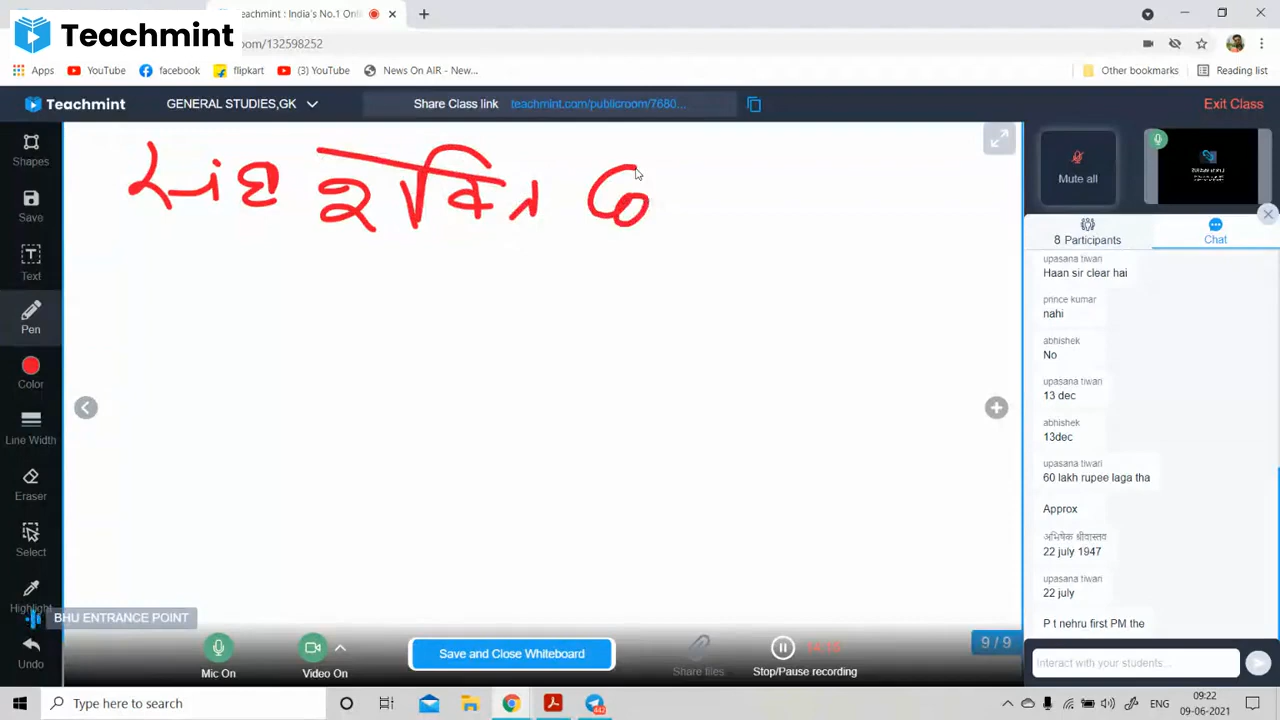 Teachmint : India's No.1 Onli
Teachmint
om/132598252
Apps YouTube facebook flipkart (3) YouTube News On AIR - New... Other bookmarks Reading list
Teachmint GENERAL STUDIES,GK Share Class link teachmint.com/publicroom/7680... Exit Class
Shapes
Save
Text
Pen
Color
Line Width
Eraser
Select
Highlight
Undo
Mute all
8 Participants
Chat
upasana tiwari
Haan sir clear hai
prince kumar
nahi
abhishek
No
upasana tiwari
13 dec
abhishek
13dec
upasana tiwari
60 lakh rupee laga tha
Approx
अभिषेक श्रीवास्तव
22 july 1947
upasana tiwari
22 july
P t nehru first PM the
BHU ENTRANCE POINT
Mic On
Video On
Save and Close Whiteboard
Share files
Stop/Pause recording
9 / 9
Interact with your students...
Type here to search
442
ENG
09:22
09-06-2021